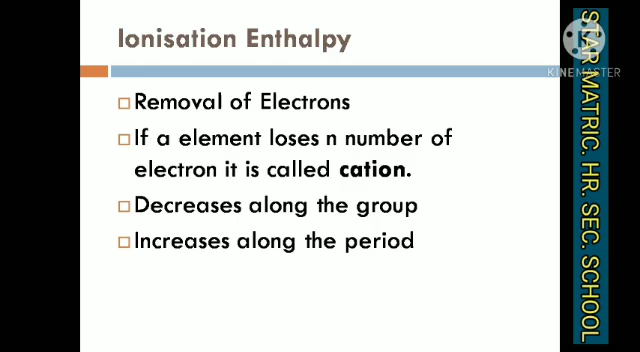 Ionisation Enthalpy
Removal of Electrons
If a element loses n number of
electron it is called cation.
Decreases along the group
Increases along the period
STAR MATRIC. HR. SEC. SCHOOL
KINEMASTER